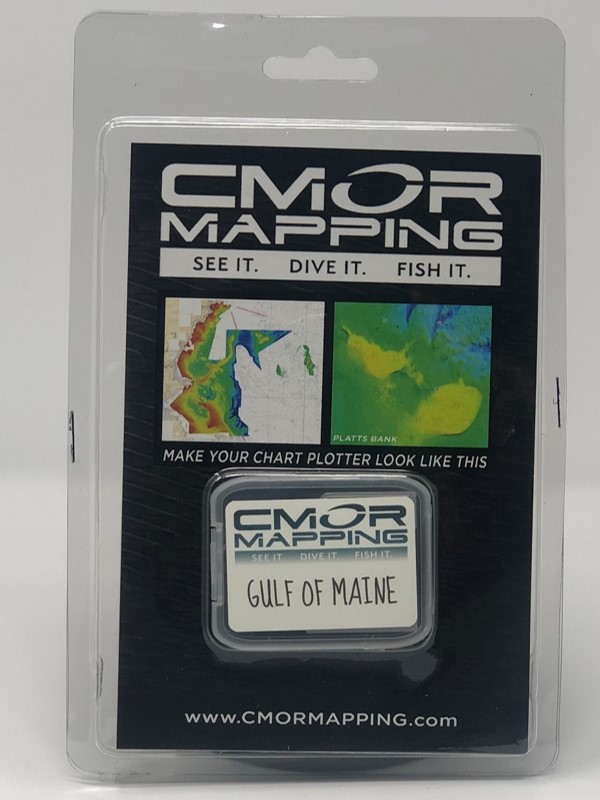 CMOR
MAPPING
SEE IT. DIVE IT. FISH IT.
PLATTS BANK
MAKE YOUR CHART PLOTTER LOOK LIKE THIS
CMOR
MAPPING
SEE IT. DIVE IT. FISH IT.
GULF OF MAINE
www.CMORMAPPING.com